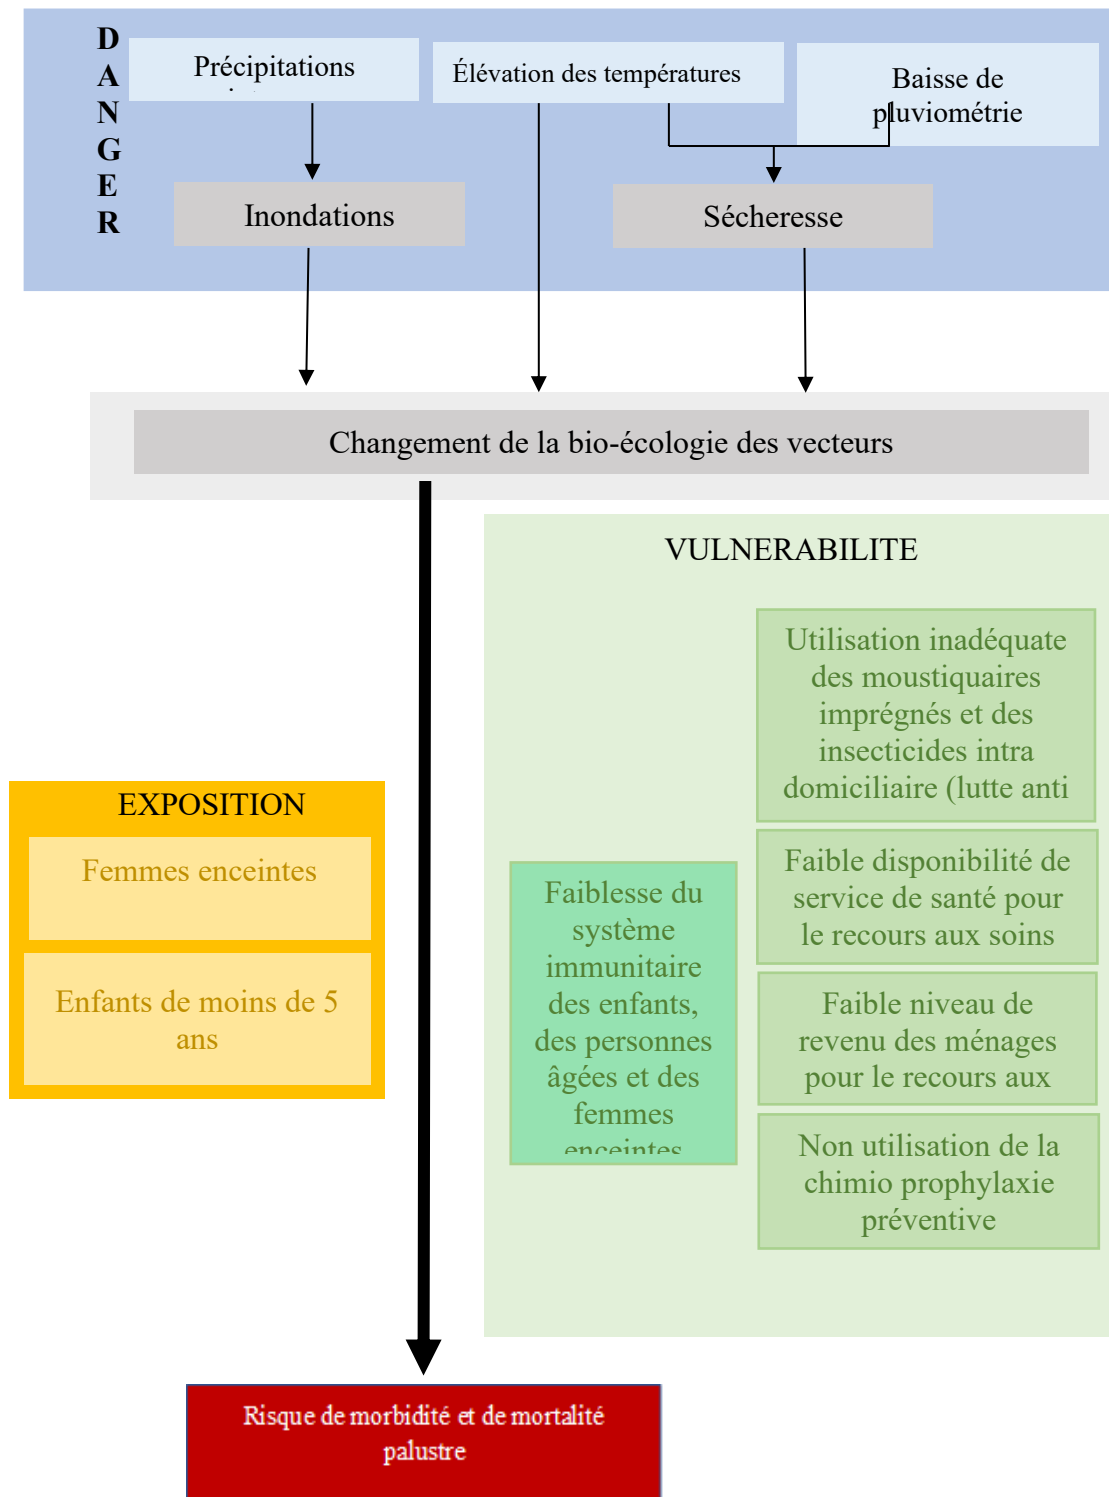 DANGER
Précipitations
Élévation des températures
Baisse de
pluviométrie
Inondations
Sécheresse
Changement de la bio-écologie des vecteurs
VULNERABILITE
Utilisation inadéquate
des moustiquaires
imprégnés et des
insecticides intra
domiciliaire (lutte anti
Faible disponibilité de
service de santé pour
le recours aux soins
Faible niveau de
revenu des ménages
pour le recours aux
Non utilisation de la
chimio prophylaxie
préventive
Faiblesse du
système
immunitaire
des enfants,
des personnes
âgées et des
femmes
enceintes
EXPOSITION
Femmes enceintes
Enfants de moins de 5
ans
Risque de morbidité et de mortalité
palustre